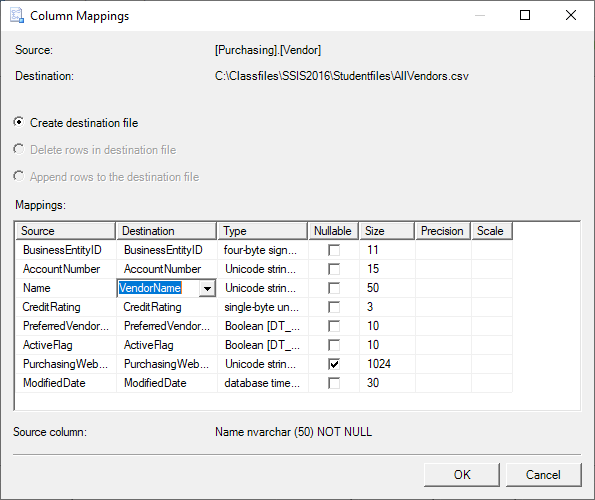 Column Mappings
Source: [Purchasing].[Vendor]
Destination: C:\Classfiles\SSIS2016\Studentfiles\AllVendors.csv
Create destination file
Delete rows in destination file
Append rows to the destination file
Mappings:
Source Destination Type Nullable Size Precision Scale
BusinessEntityID BusinessEntityID four-byte sign... 11
AccountNumber AccountNumber Unicode strin... 15
Name VendorName Unicode strin... 50
CreditRating CreditRating single-byte un... 3
PreferredVendor... PreferredVendor... Boolean [DT_... 10
ActiveFlag ActiveFlag Boolean [DT_... 10
PurchasingWeb... PurchasingWeb... Unicode strin... 1024
ModifiedDate ModifiedDate database time... 30
Source column: Name nvarchar (50) NOT NULL
OK Cancel